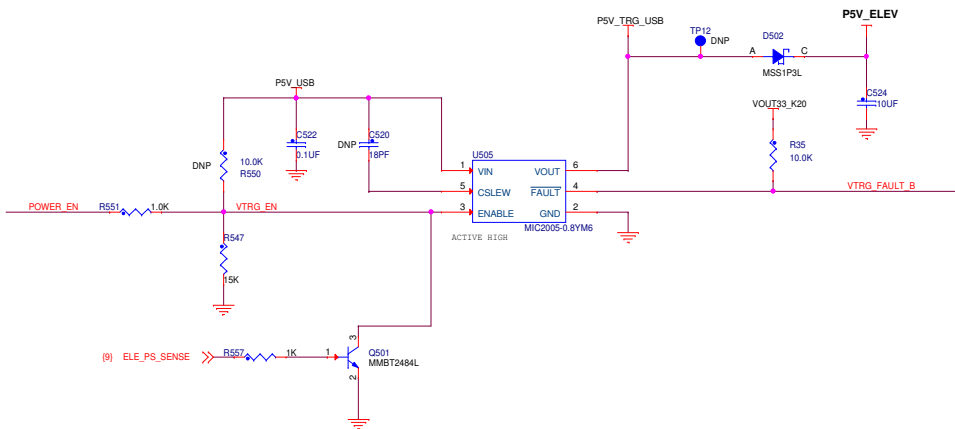 P5V_ELEV
P5V_TRG_USB
TP12
DNP
D502
A
C
MSS1P3L
P5V_USB
C524
10UF
VOUT33_K20
C522
0.1UF
DNP
C520
18PF
R35
10.0K
DNP
10.0K
R550
U505
1
VIN
VOUT
6
5
CSLEW
FAULT
4
VTRG_FAULT_B
POWER_EN
R551
1.0K
VTRG_EN
3
ENABLE
GND
2
ACTIVE HIGH
MIC2005-0.8YM6
R547
15K
3
{9}
ELE_PS_SENSE
R557
1K
1
Q501
MMBT2484L
2